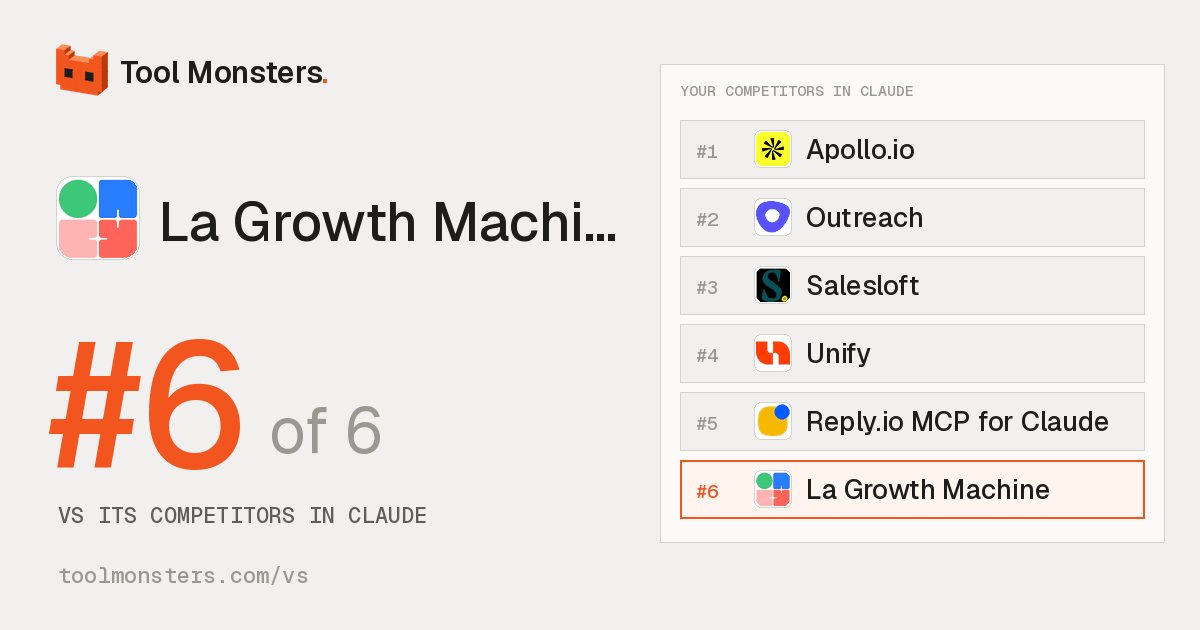 Tool Monsters.
La Growth Machi...
#6 of 6
VS ITS COMPETITORS IN CLAUDE
toolmonsters.com/vs
YOUR COMPETITORS IN CLAUDE
#1 Apollo.io
#2 Outreach
#3 Salesloft
#4 Unify
#5 Reply.io MCP for Claude
#6 La Growth Machine